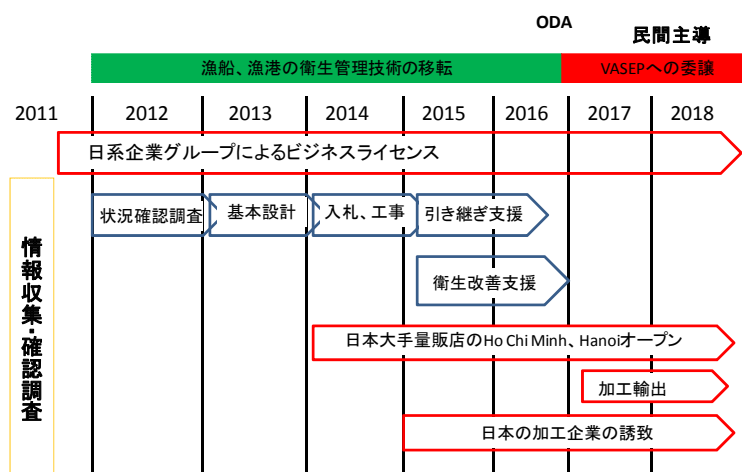 ODA
民間主導
漁船、漁港の衛生管理技術の移転
VASEPへの委譲
2011 2012 2013 2014 2015 2016 2017 2018
日系企業グループによるビジネスライセンス
状況確認調査 基本設計 入札、工事 引き継ぎ支援
情報収集・確認調査
衛生改善支援
日本大手量販店のHo Chi Minh、Hanoiオープン
加工輸出
日本の加工企業の誘致